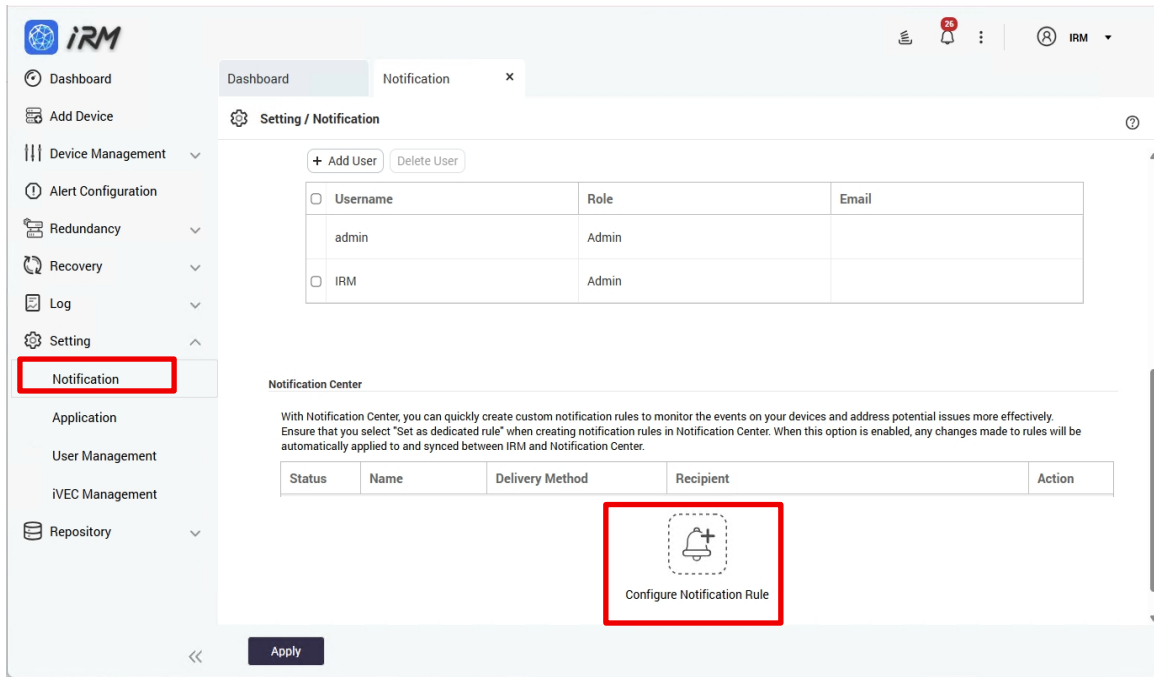 iRM
26
IRM
Dashboard
Add Device
Device Management
Alert Configuration
Redundancy
Recovery
Log
Setting
Notification
Application
User Management
iVEC Management
Repository
Dashboard
Notification
Setting / Notification
+ Add User
Delete User
Username Role Email
admin Admin
IRM Admin
Notification Center
With Notification Center, you can quickly create custom notification rules to monitor the events on your devices and address potential issues more effectively.
Ensure that you select "Set as dedicated rule" when creating notification rules in Notification Center. When this option is enabled, any changes made to rules will be
automatically applied to and synced between IRM and Notification Center.
Status Name Delivery Method Recipient Action
Configure Notification Rule
Apply